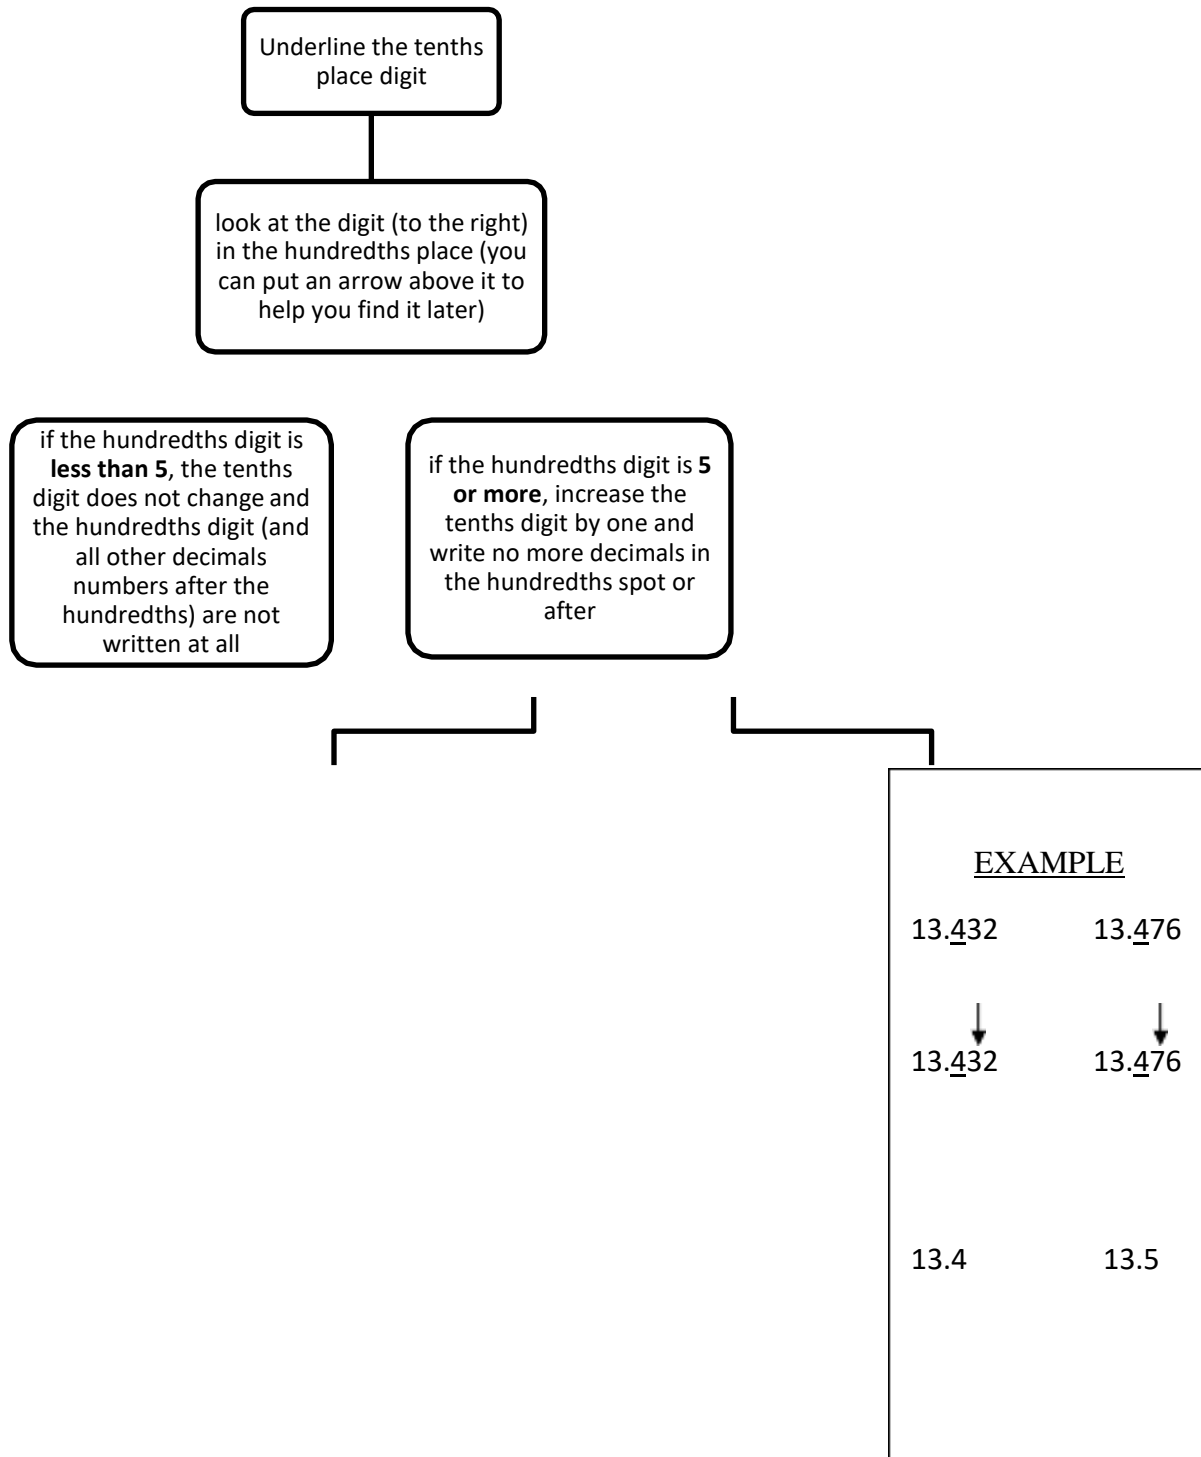 Underline the tenths
place digit
look at the digit (to the right)
in the hundredths place (you
can put an arrow above it to
help you find it later)
if the hundredths digit is
less than 5, the tenths
digit does not change and
the hundredths digit (and
all other decimals
numbers after the
hundredths) are not
written at all
if the hundredths digit is 5
or more, increase the
tenths digit by one and
write no more decimals in
the hundredths spot or
after
EXAMPLE
13.432 13.476
13.432 13.476
13.4 13.5